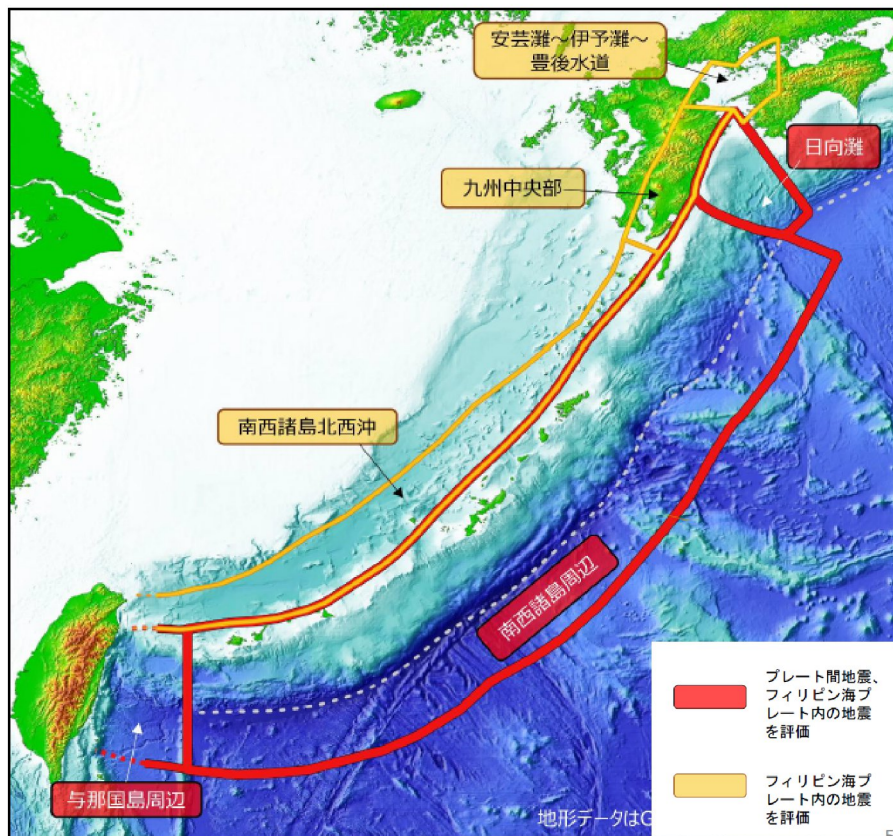 安芸灘～伊予灘～
豊後水道
日向灘
九州中央部
南西諸島北西沖
南西諸島周辺
与那国島周辺
プレート間地震、
フィリピン海プ
レート内の地震
を評価
フィリピン海プ
レート内の地震
を評価
地形データはG